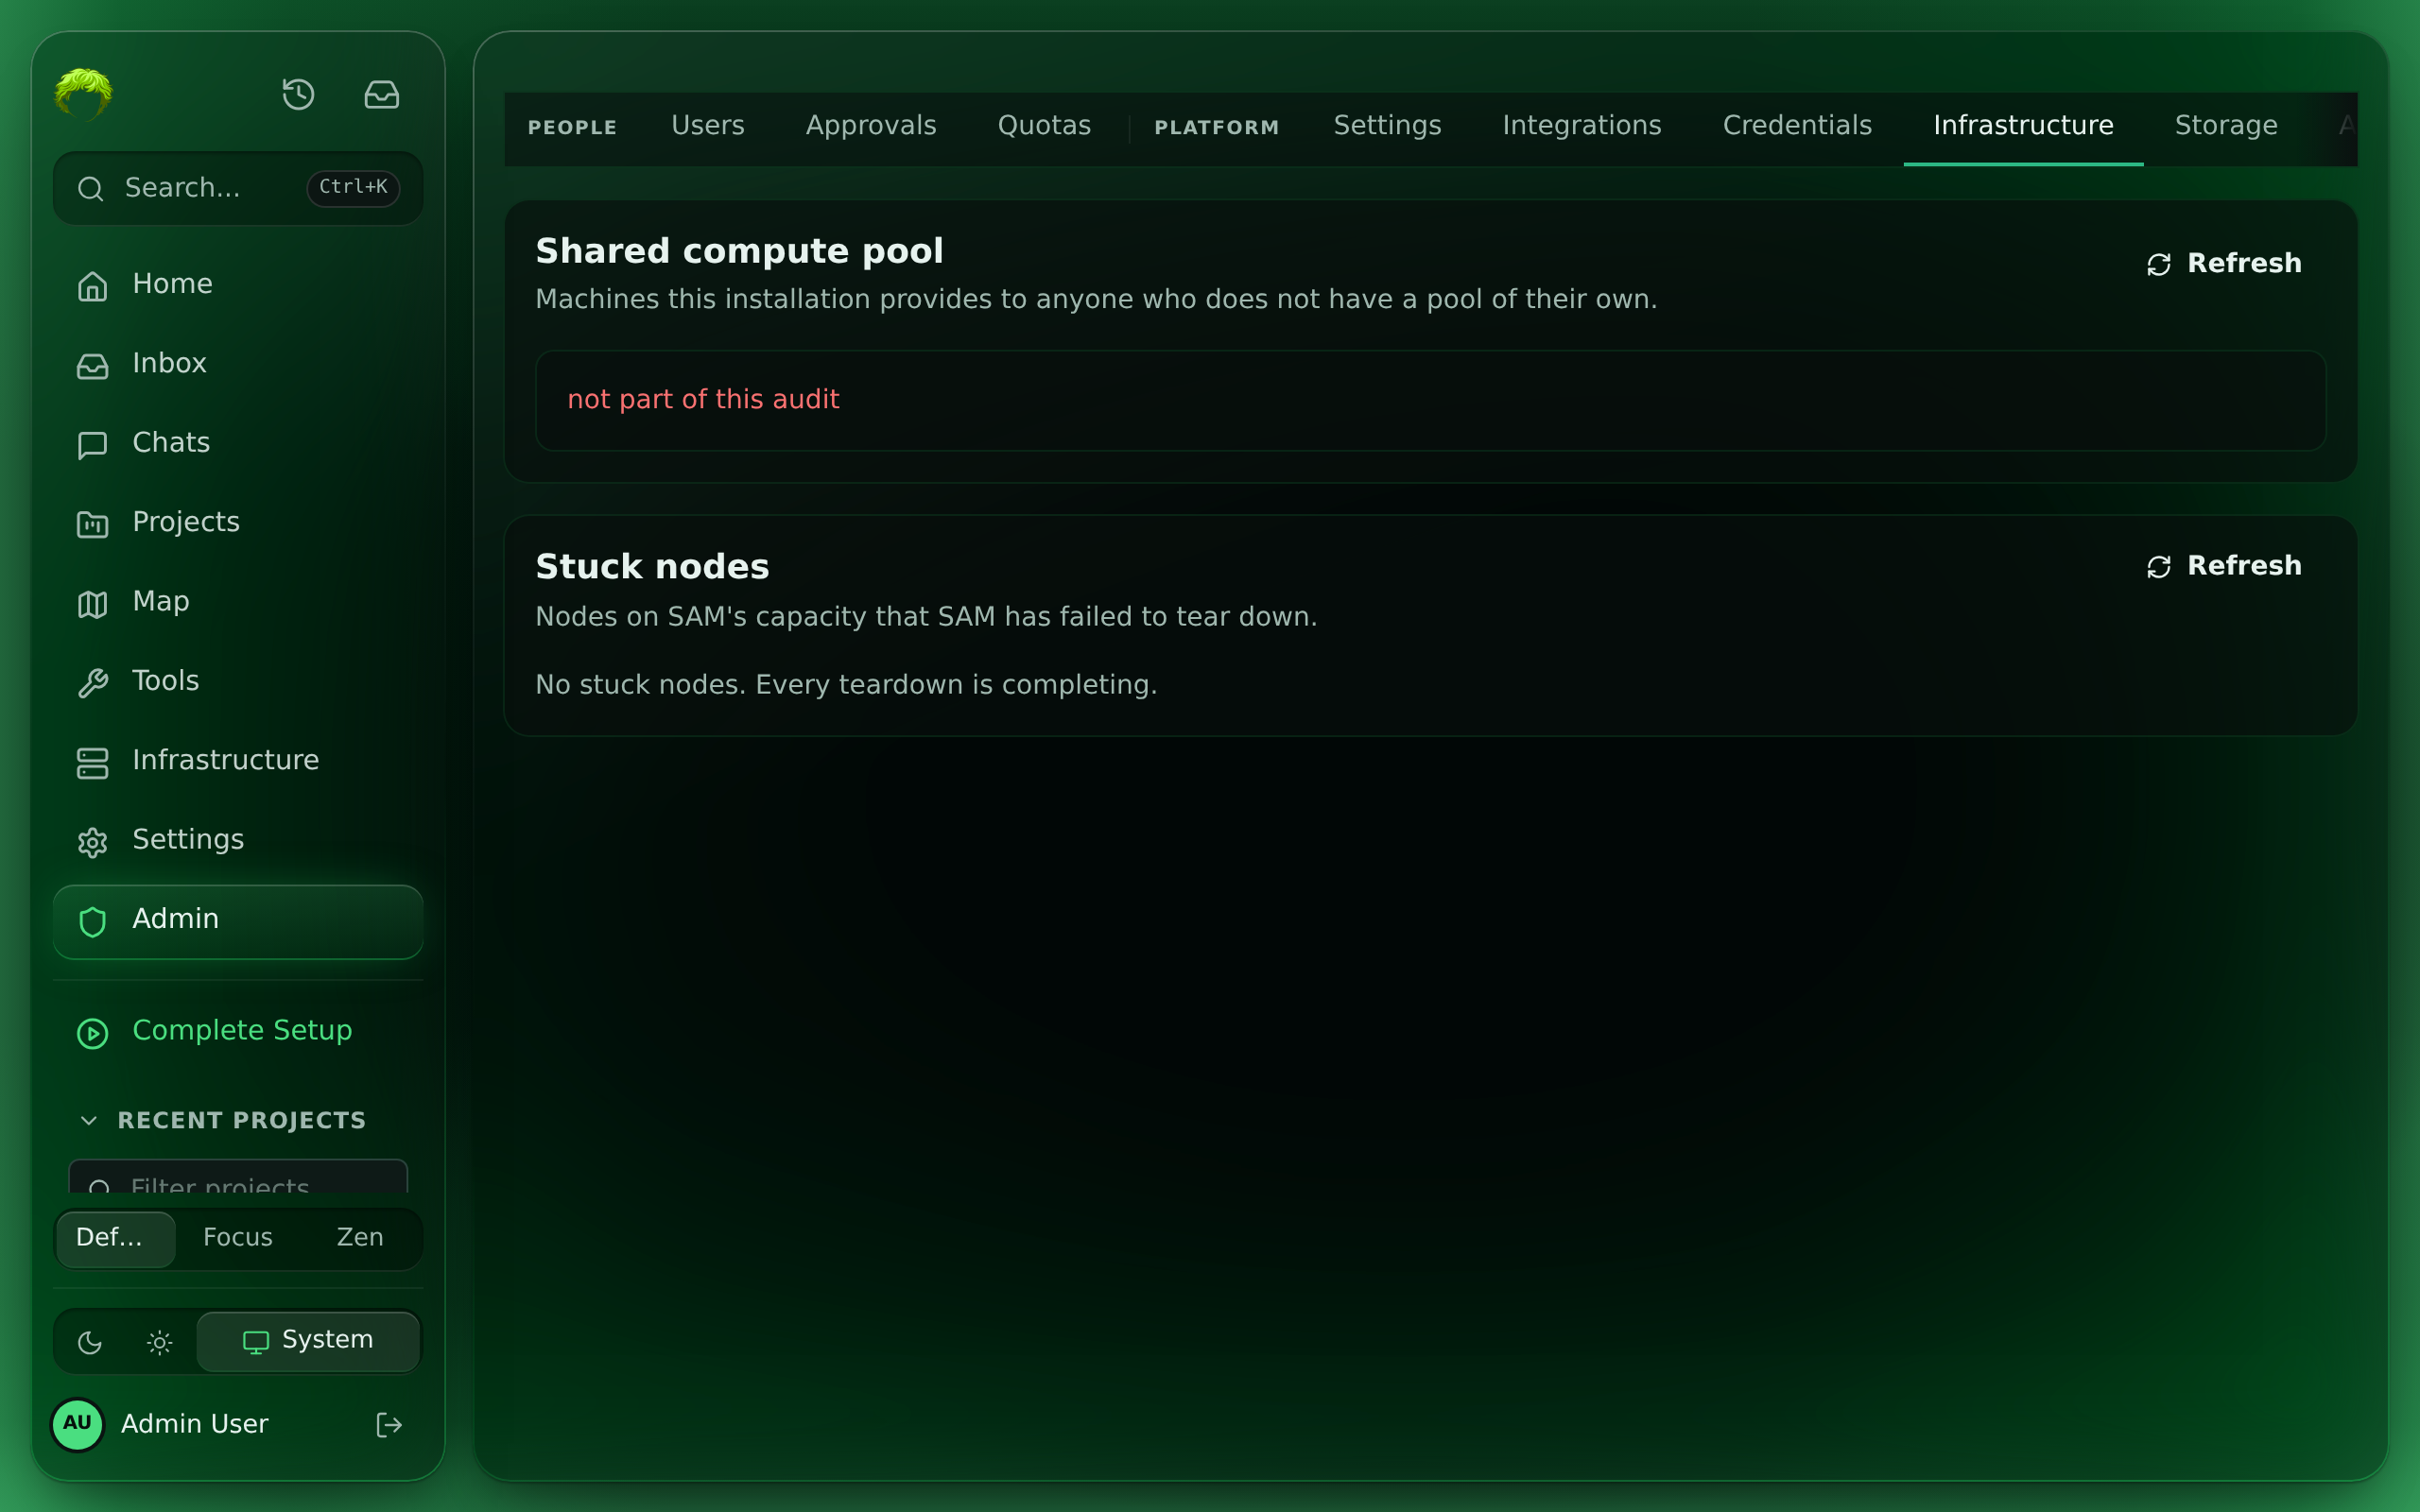 Search...
Ctrl+K
Home
Inbox
Chats
Projects
Map
Tools
Infrastructure
Settings
Admin
Complete Setup
RECENT PROJECTS
Filter projects
Def...
Focus
Zen
System
AU
Admin User
PEOPLE
Users
Approvals
Quotas
PLATFORM
Settings
Integrations
Credentials
Infrastructure
Storage
Shared compute pool
Refresh
Machines this installation provides to anyone who does not have a pool of their own.
not part of this audit
Stuck nodes
Refresh
Nodes on SAM's capacity that SAM has failed to tear down.
No stuck nodes. Every teardown is completing.